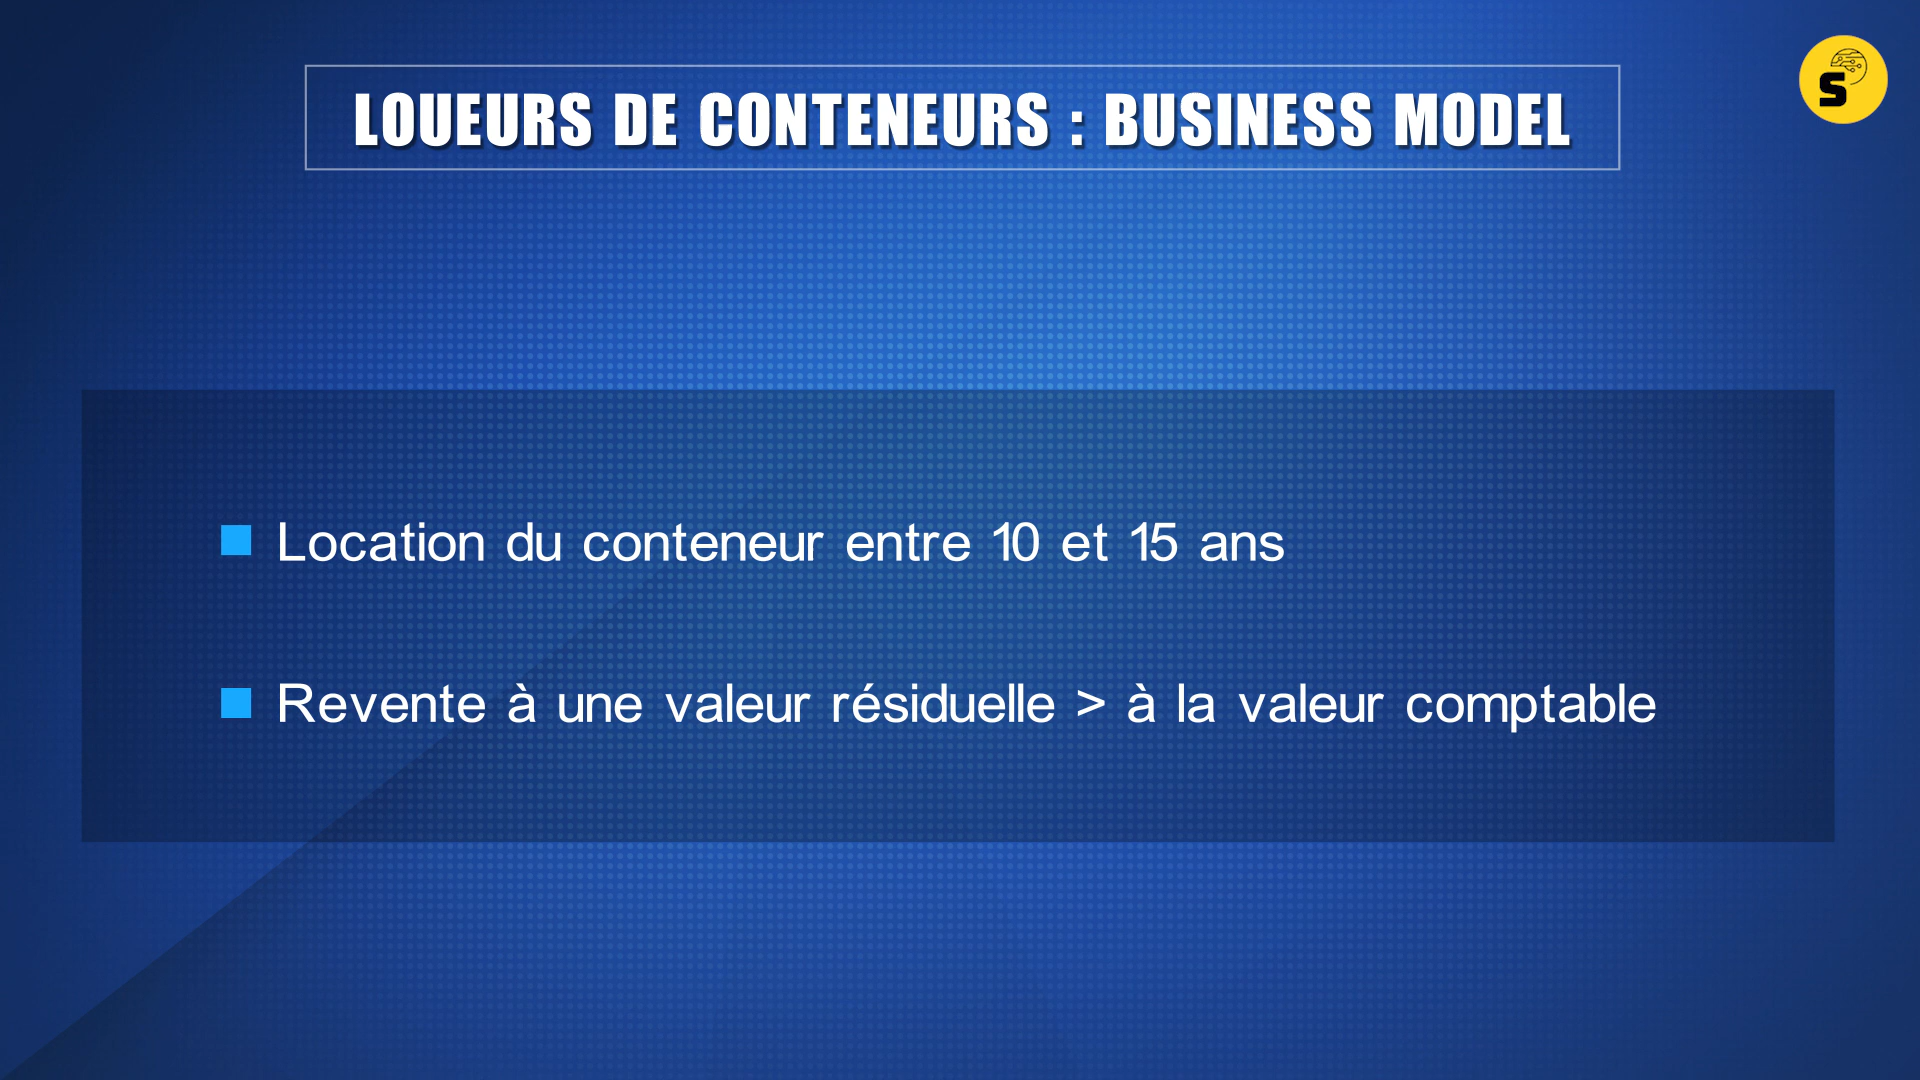 LOUEURS DE CONTENEURS : BUSINESS MODEL
S
Location du conteneur entre 10 et 15 ans
Revente à une valeur résiduelle > à la valeur comptable